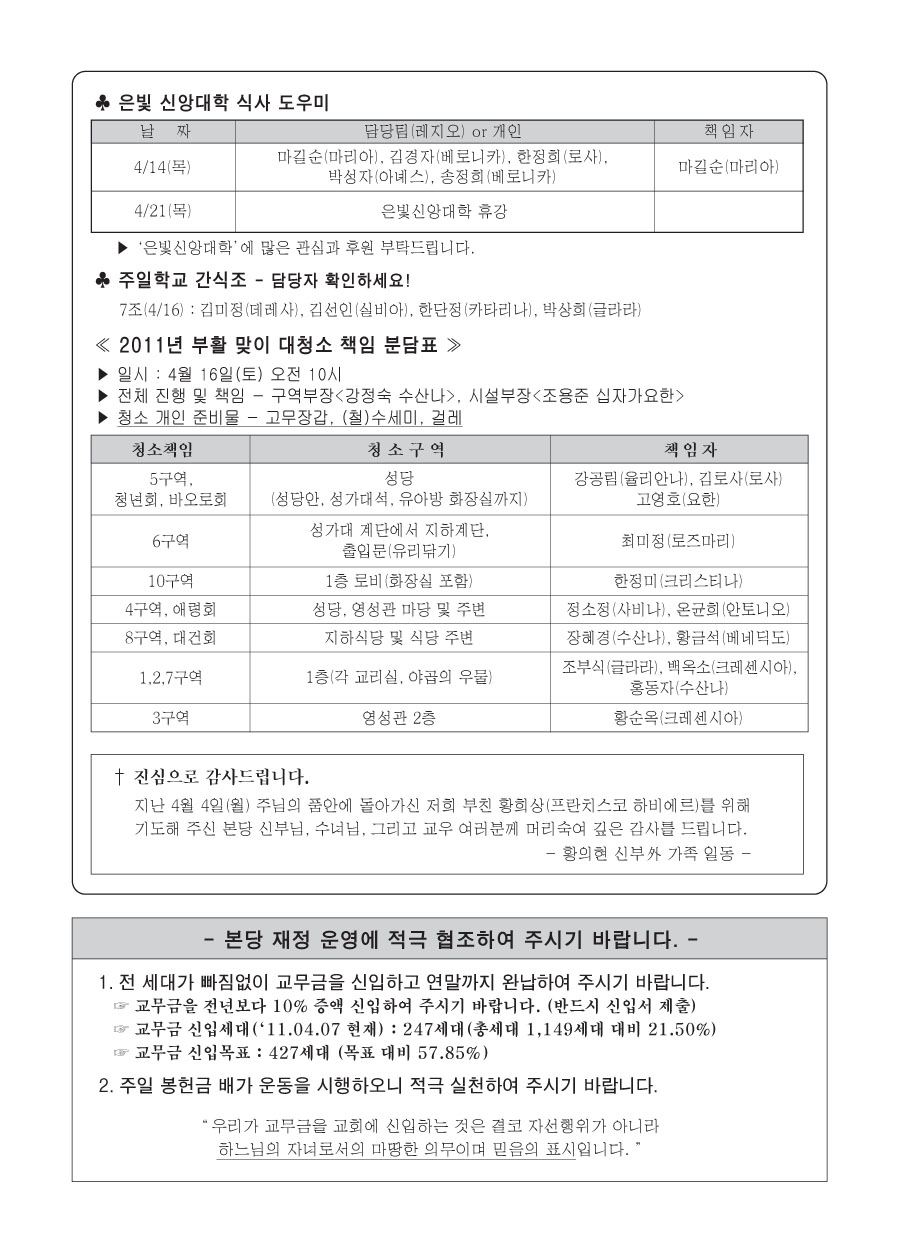 ♣ 은빛 신앙대학 식사 도우미
날 짜 담당팀(레지오) or 개인 책임자
4/14(목) 마길순(마리아), 김경자(베로니카), 한정희(로사), 마길순(마리아)
박성자(아녜스), 송정희(베로니카)
4/21(목) 은빛신앙대학 휴강
▶ ‘은빛신앙대학’에 많은 관심과 후원 부탁드립니다.
♣ 주일학교 간식조 - 담당자 확인하세요!
7조(4/16) : 김미정(데레사), 김선인(실비아), 한단정(카타리나), 박상희(글라라)
≪ 2011년 부활 맞이 대청소 책임 분담표 ≫
▶ 일시 : 4월 16일(토) 오전 10시
▶ 전체 진행 및 책임 - 구역부장<강정숙 수산나>, 시설부장<조용준 십자가요한>
▶ 청소 개인 준비물 - 고무장갑, (철)수세미, 걸레
청소책임 청 소 구 역 책 임 자
5구역, 성당 강공립(율리안나), 김로사(로사)
청년회, 바오로회 (성당안, 성가대석, 유아방 화장실까지) 고영호(요한)
6구역 성가대 계단에서 지하계단, 최미정(로즈마리)
출입문(유리닦기)
10구역 1층 로비(화장실 포함) 한정미(크리스티나)
4구역, 애령회 성당, 영성관 마당 및 주변 정소정(사비나), 온균희(안토니오)
8구역, 대건회 지하식당 및 식당 주변 장혜경(수산나), 황금석(베네딕도)
1,2,7구역 1층(각 교리실, 야곱의 우물) 조부식(글라라), 백옥소(크레센시아),
홍동자(수산나)
3구역 영성관 2층 황순옥(크레센시아)
† 진심으로 감사드립니다.
지난 4월 4일(월) 주님의 품안에 돌아가신 저희 부친 황희상(프란치스코 하비에르)를 위해
기도해 주신 본당 신부님, 수녀님, 그리고 교우 여러분께 머리숙여 깊은 감사를 드립니다.
- 황의현 신부外 가족 일동 -
- 본당 재정 운영에 적극 협조하여 주시기 바랍니다. -
1. 전 세대가 빠짐없이 교무금을 신입하고 연말까지 완납하여 주시기 바랍니다.
☞ 교무금을 전년보다 10% 증액 신입하여 주시기 바랍니다. (반드시 신입서 제출)
☞ 교무금 신입세대(‘11.04.07 현재) : 247세대(총세대 1,149세대 대비 21.50%)
☞ 교무금 신입목표 : 427세대 (목표 대비 57.85%)
2. 주일 봉헌금 배가 운동을 시행하오니 적극 실천하여 주시기 바랍니다.
“ 우리가 교무금을 교회에 신입하는 것은 결코 자선행위가 아니라
하느님의 자녀로서의 마땅한 의무이며 믿음의 표시입니다. ”